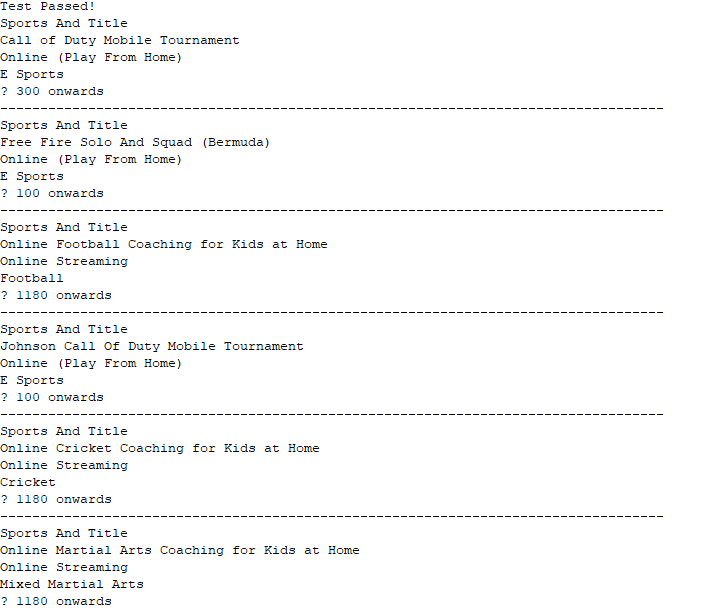 Test Passed!
Sports And Title
Call of Duty Mobile Tournament
Online (Play From Home)
E Sports
? 300 onwards
-----------------------------------------------------------------------------------
Sports And Title
Free Fire Solo And Squad (Bermuda)
Online (Play From Home)
E Sports
? 100 onwards
-----------------------------------------------------------------------------------
Sports And Title
Online Football Coaching for Kids at Home
Online Streaming
Football
? 1180 onwards
-----------------------------------------------------------------------------------
Sports And Title
Johnson Call Of Duty Mobile Tournament
Online (Play From Home)
E Sports
? 100 onwards
-----------------------------------------------------------------------------------
Sports And Title
Online Cricket Coaching for Kids at Home
Online Streaming
Cricket
? 1180 onwards
-----------------------------------------------------------------------------------
Sports And Title
Online Martial Arts Coaching for Kids at Home
Online Streaming
Mixed Martial Arts
? 1180 onwards